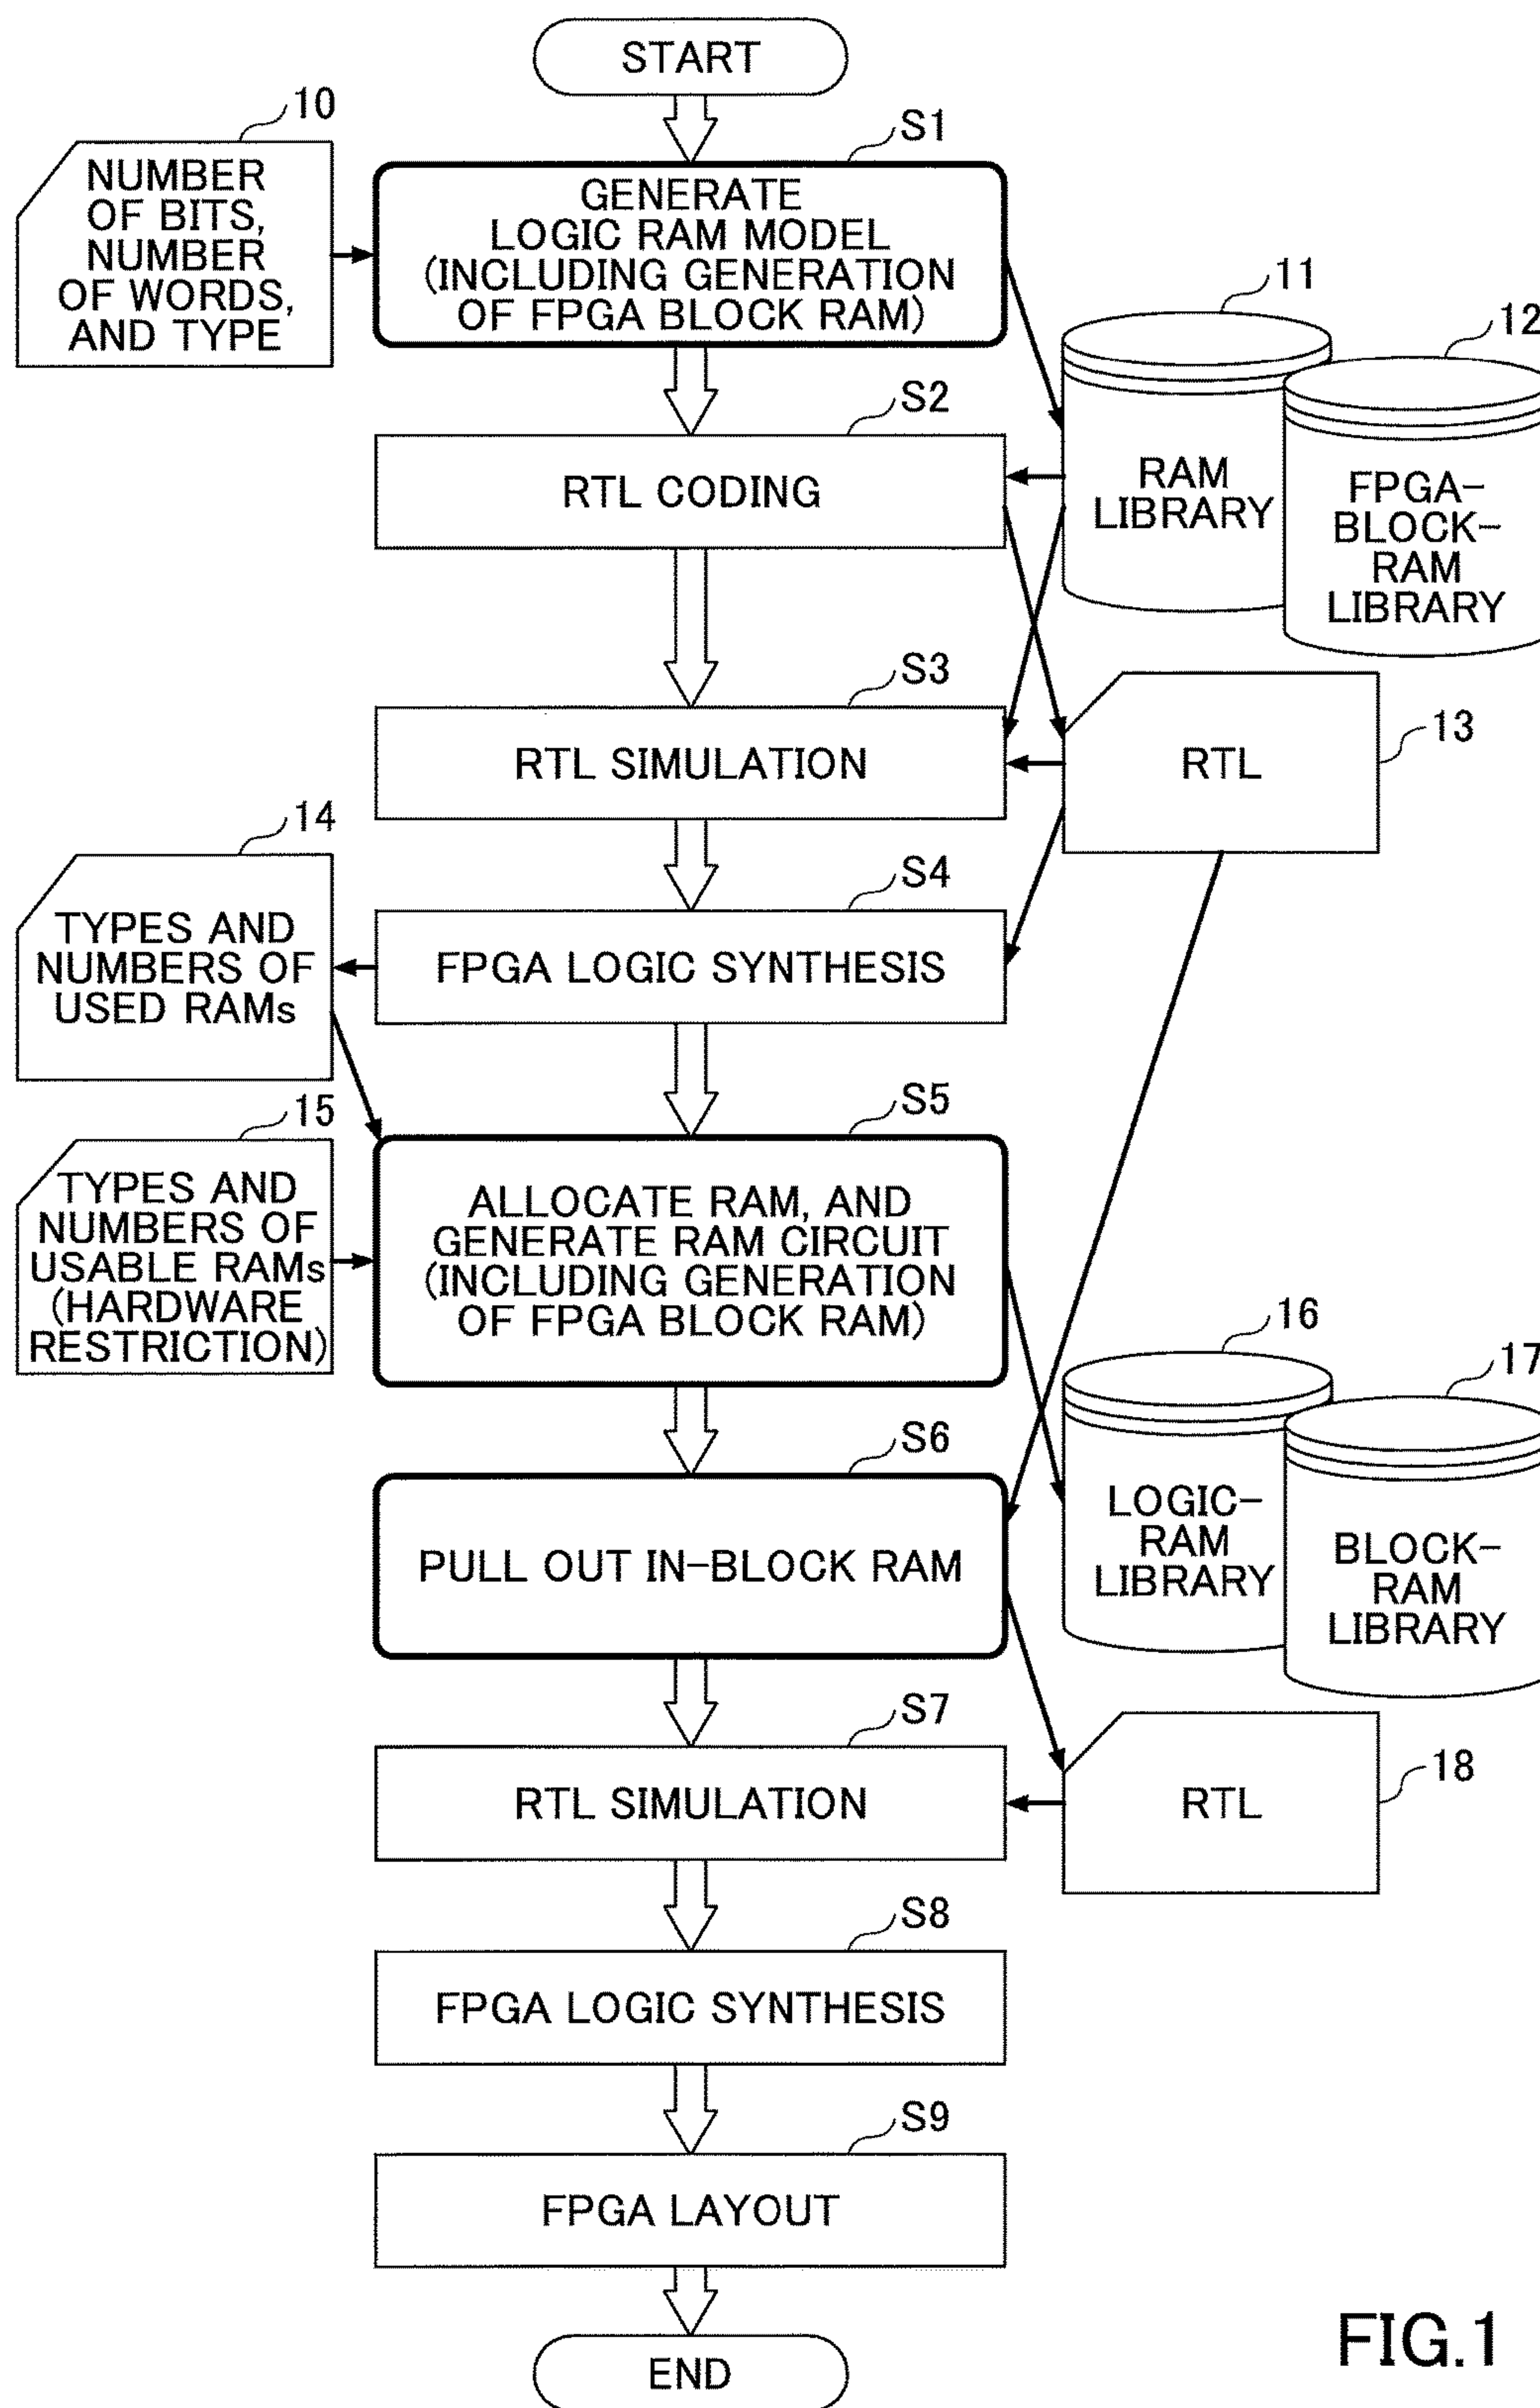 START
10
NUMBER
OF BITS,
NUMBER
OF WORDS,
AND TYPE
S1
GENERATE
LOGIC RAM MODEL
(INCLUDING GENERATION
OF FPGA BLOCK RAM)
11
RAM
LIBRARY
12
FPGA-
BLOCK-
RAM
LIBRARY
S2
RTL CODING
S3
RTL SIMULATION
13
RTL
14
TYPES AND
NUMBERS OF
USED RAMs
S4
FPGA LOGIC SYNTHESIS
15
TYPES AND
NUMBERS OF
USABLE RAMs
(HARDWARE
RESTRICTION)
S5
ALLOCATE RAM, AND
GENERATE RAM CIRCUIT
(INCLUDING GENERATION
OF FPGA BLOCK RAM)
16
LOGIC-
RAM
LIBRARY
17
BLOCK-
RAM
LIBRARY
S6
PULL OUT IN-BLOCK RAM
S7
RTL SIMULATION
18
RTL
S8
FPGA LOGIC SYNTHESIS
S9
FPGA LAYOUT
END
FIG.1